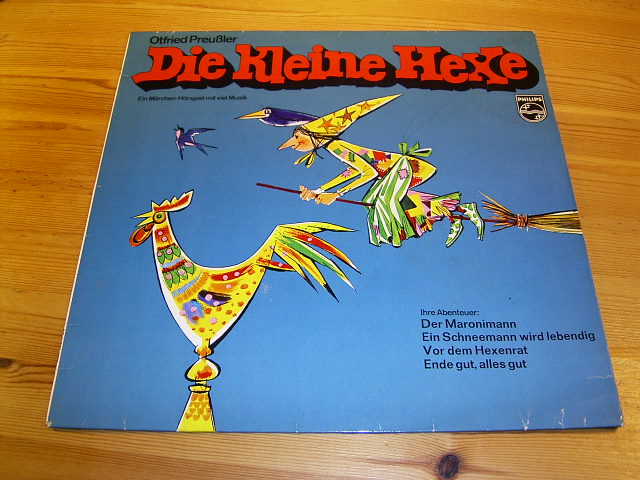 Otfried Preußler
Die kleine Hexe
Ein Märchen-Hörspiel mit viel Musik
PHILIPS
Ihre Abenteuer:
Der Maronimann
Ein Schneemann wird lebendig
Vor dem Hexenrat
Ende gut, alles gut